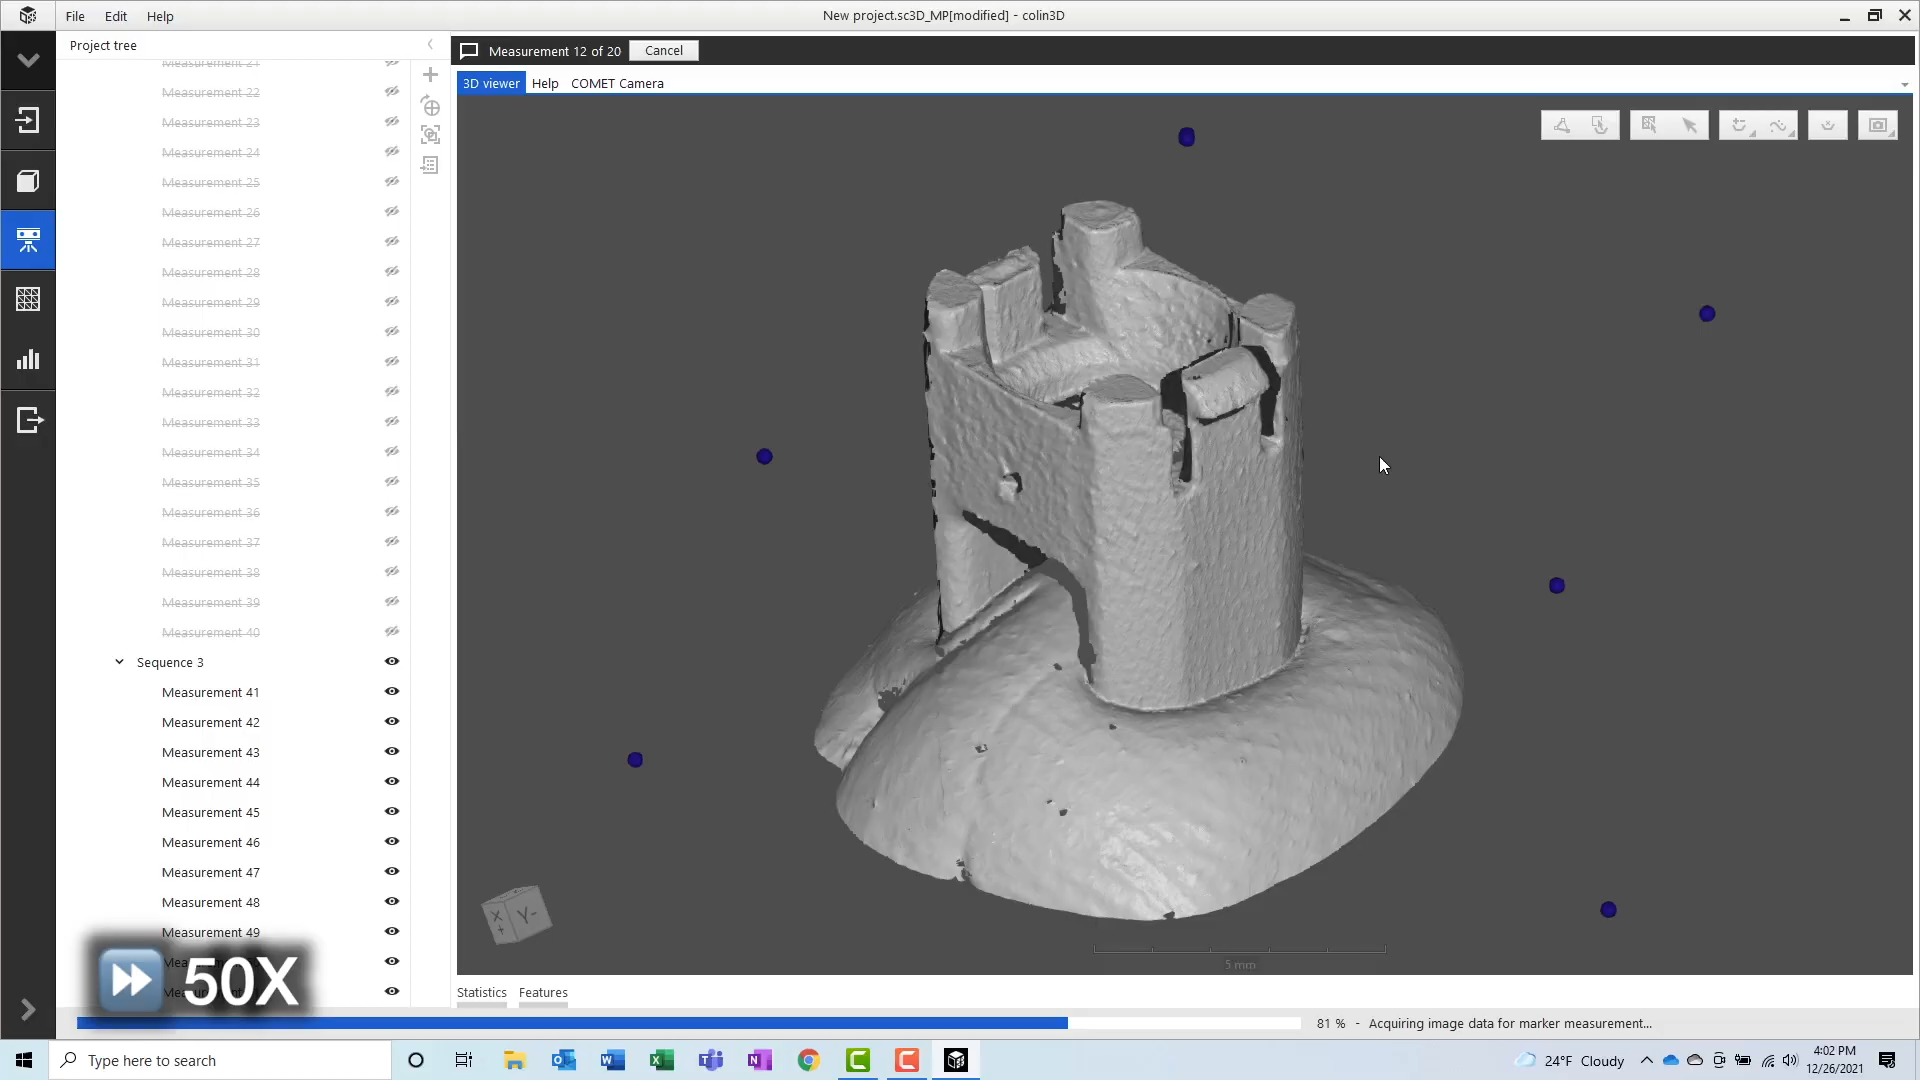 File Edit Help
New project.sc3D_MP[modified] - colin3D
Project tree
Measurement 21
Measurement 22
Measurement 23
Measurement 24
Measurement 25
Measurement 26
Measurement 27
Measurement 28
Measurement 29
Measurement 30
Measurement 31
Measurement 32
Measurement 33
Measurement 34
Measurement 35
Measurement 36
Measurement 37
Measurement 38
Measurement 39
Measurement 40
Sequence 3
Measurement 41
Measurement 42
Measurement 43
Measurement 44
Measurement 45
Measurement 46
Measurement 47
Measurement 48
Measurement 49
50X
Measurement 12 of 20
Cancel
3D viewer Help COMET Camera
X
+
Y-
5 mm
Statistics Features
81 % - Acquiring image data for marker measurement...
Type here to search
24°F Cloudy
4:02 PM
12/26/2021